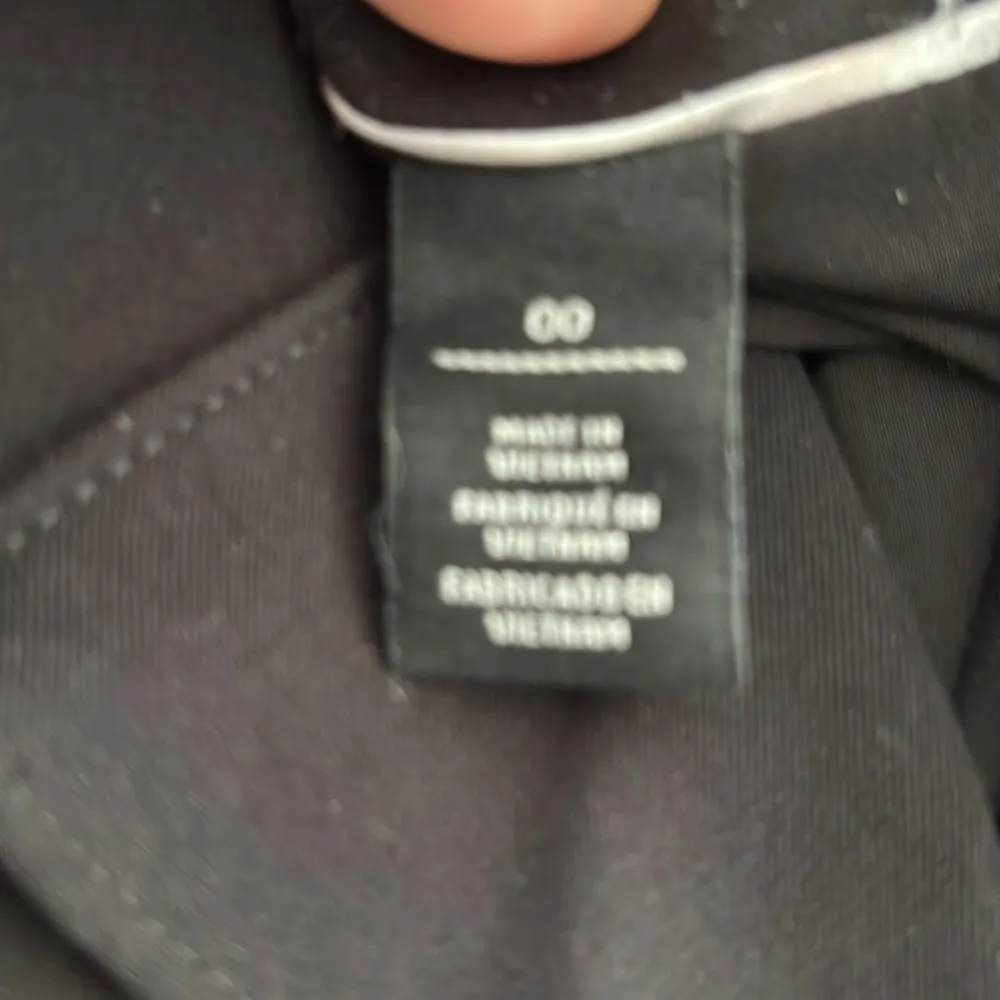 00
MADE IN
VIETNAM
FABRIQUÉ EN
VIETNAM
FABRICADO EN
VIETNAM